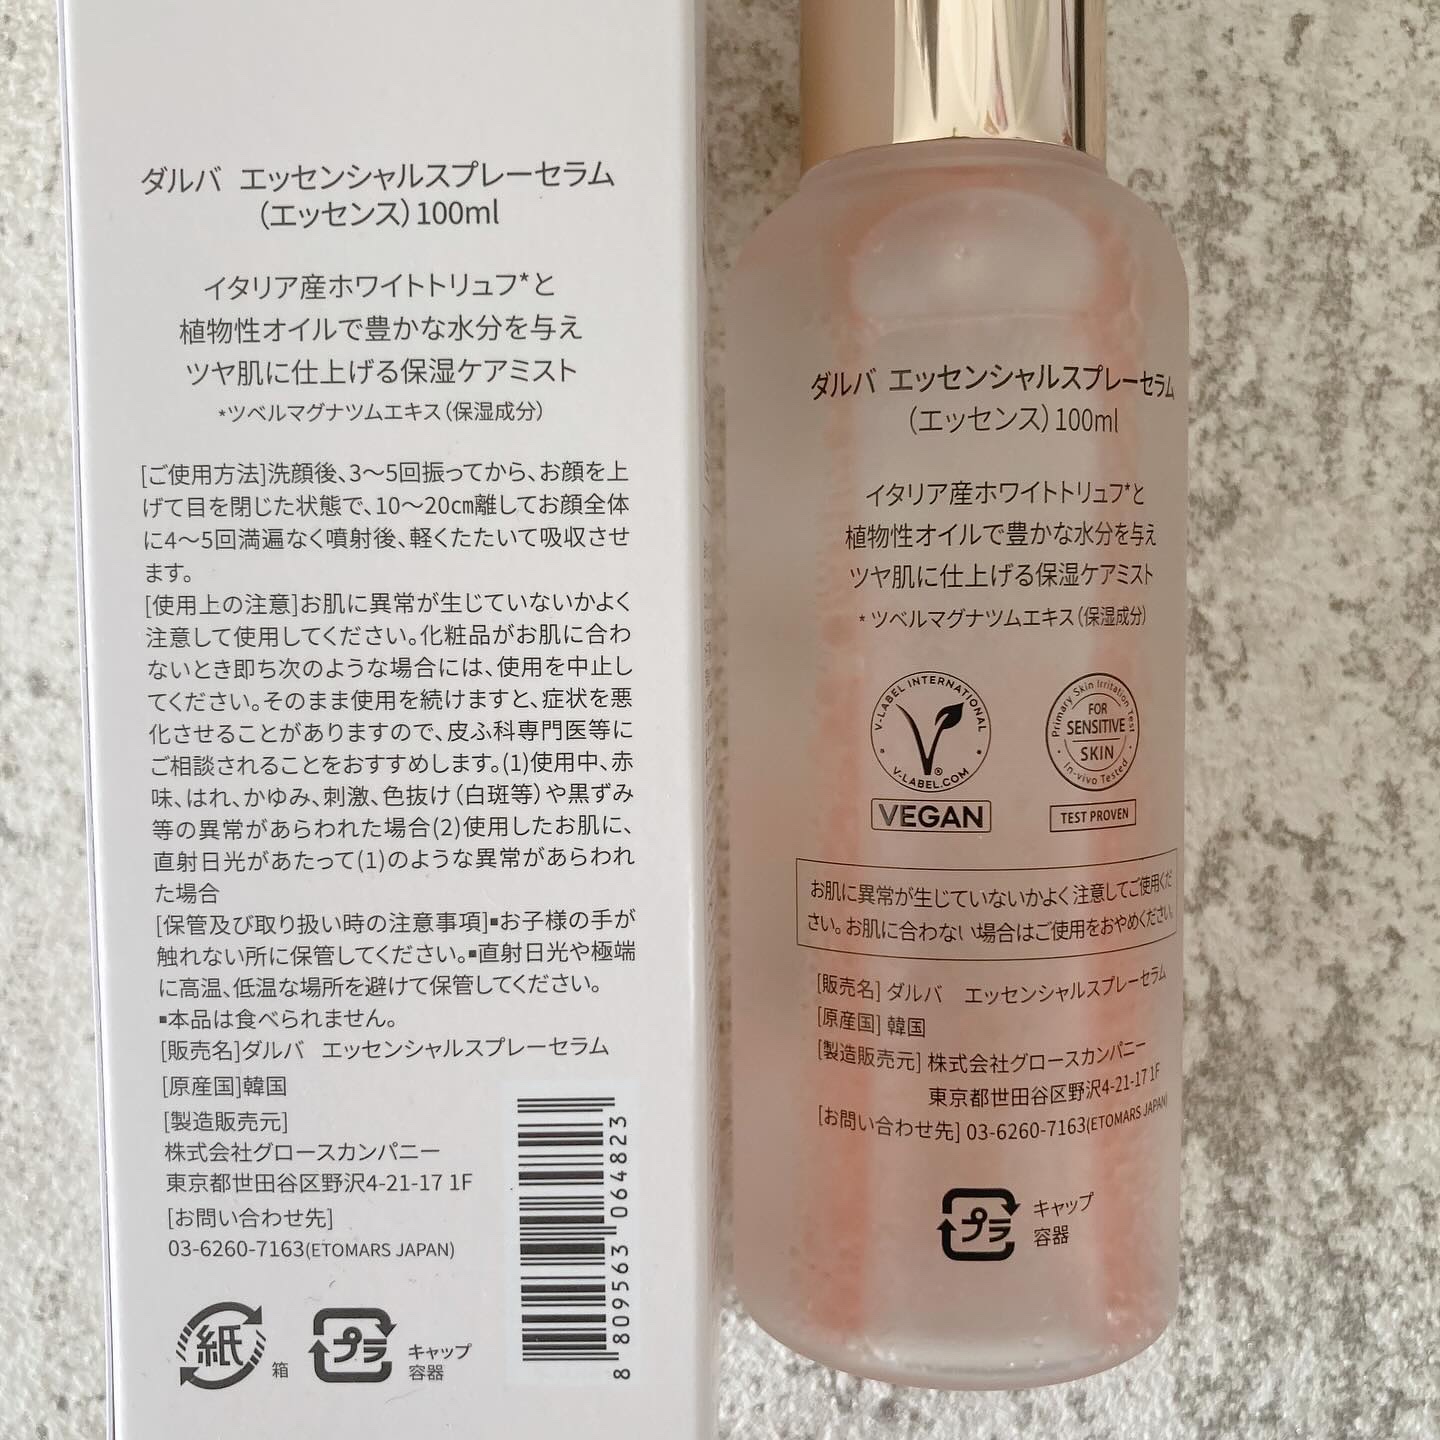 ダルバ エッセンシャルスプレーセラム
（エッセンス）100ml
イタリア産ホワイトトリュフ*と
植物性オイルで豊かな水分を与え
ツヤ肌に仕上げる保湿ケアミスト
*ツベルマグナツムエキス（保湿成分）
[ご使用方法]洗顔後、3〜5回振ってから、お顔を上
げて目を閉じた状態で、10〜20㎝離してお顔全体
に4〜5回満遍なく噴射後、軽くたたいて吸収させ
ます。
[使用上の注意]お肌に異常が生じていないかよく
注意して使用してください。化粧品がお肌に合わ
ないとき即ち次のような場合には、使用を中止し
てください。そのまま使用を続けますと、症状を悪
化させることがありますので、皮ふ科専門医等に
ご相談されることをおすすめします。(1)使用中、赤
味、はれ、かゆみ、刺激、色抜け（白斑等）や黒ずみ
等の異常があらわれた場合(2)使用したお肌に、
直射日光があたって(1)のような異常があらわれ
た場合
[保管及び取り扱い時の注意事項]▪お子様の手が
触れない所に保管してください。▪直射日光や極端
に高温、低温な場所を避けて保管してください。
▪本品は食べられません。
[販売名]ダルバ エッセンシャルスプレーセラム
[原産国]韓国
[製造販売元]
株式会社グロースカンパニー
東京都世田谷区野沢4-21-17 1F
[お問い合わせ先]
03-6260-7163(ETOMARS JAPAN)
紙 箱
プラ キャップ
容器
8 809563 064823
ダルバ エッセンシャルスプレーセラム
（エッセンス）100ml
イタリア産ホワイトトリュフ*と
植物性オイルで豊かな水分を与え
ツヤ肌に仕上げる保湿ケアミスト
*ツベルマグナツムエキス（保湿成分）
V-LABEL INTERNATIONAL
V®
V-LABEL.COM
VEGAN
Primary Skin Irritation Test
FOR
SENSITIVE
SKIN
In-vivo Tested
TEST PROVEN
お肌に異常が生じていないかよく注意してご使用くだ
さい。お肌に合わない場合はご使用をおやめください。
[販売名] ダルバ エッセンシャルスプレーセラム
[原産国] 韓国
[製造販売元] 株式会社グロースカンパニー
東京都世田谷区野沢4-21-17 1F
[お問い合わせ先] 03-6260-7163(ETOMARS JAPAN)
プラ キャップ
容器